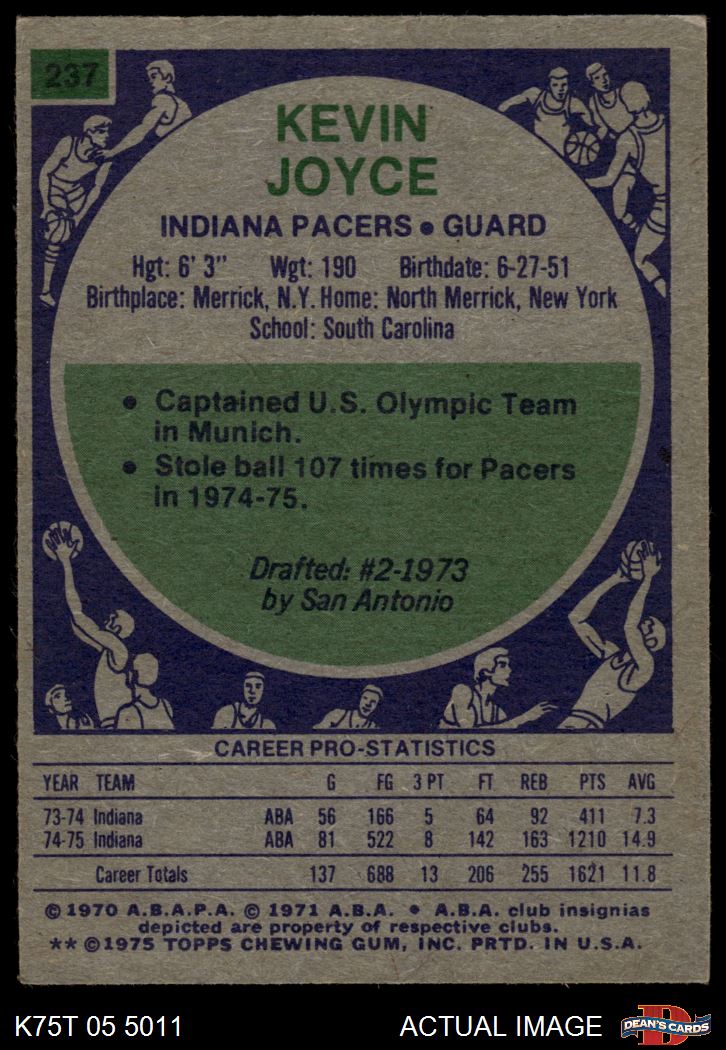 237
KEVIN
JOYCE
INDIANA PACERS • GUARD
Hgt: 6' 3" Wgt: 190 Birthdate: 6-27-51
Birthplace: Merrick, N.Y. Home: North Merrick, New York
School: South Carolina
• Captained U.S. Olympic Team
in Munich.
• Stole ball 107 times for Pacers
in 1974-75.
Drafted: #2-1973
by San Antonio
CAREER PRO-STATISTICS
YEAR TEAM G FG 3 PT FT REB PTS AVG
73-74 Indiana ABA 56 166 5 64 92 411 7.3
74-75 Indiana ABA 81 522 8 142 163 1210 14.9
Career Totals 137 688 13 206 255 1621 11.8
© 1970 A.B.A.P.A. © 1971 A.B.A. • A.B.A. club insignias
depicted are property of respective clubs.
** © 1975 TOPPS CHEWING GUM, INC. PRTD. IN U.S.A.
K75T 05 5011 ACTUAL IMAGE
D
DEAN'S CARDS